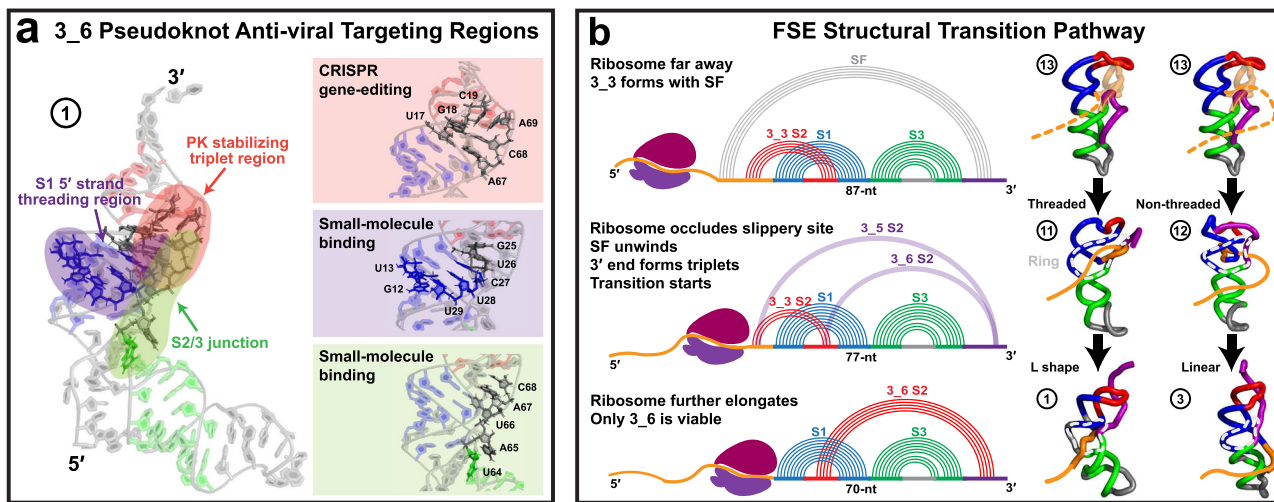 a 3_6 Pseudoknot Anti-viral Targeting Regions
3′
1
PK stabilizing
triplet region
S1 5′ strand
threading region
S2/3 junction
5′
CRISPR
gene-editing
C19
G18
U17
A69
C68
A67
Small-molecule
binding
G25
U26
U13
C27
G12
U28
U29
Small-molecule
binding
C68
A67
U66
A65
U64
b FSE Structural Transition Pathway
Ribosome far away
3_3 forms with SF
SF
3_3 S2
S1
S3
5′
87-nt
3′
13
13
Ribosome occludes slippery site
SF unwinds
3′ end forms triplets
Transition starts
3_5 S2
3_6 S2
3_3 S2
S1
S3
5′
77-nt
3′
Threaded
Non-threaded
11
12
Ring
Ribosome further elongates
Only 3_6 is viable
3_6 S2
S1
S3
5′
70-nt
3′
L shape
Linear
1
3